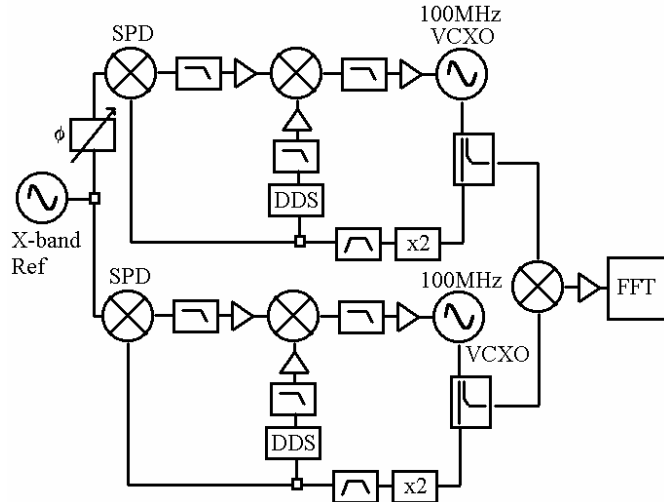 100MHz
VCXO
SPD
ϕ
DDS
x2
X-band
Ref
SPD
100MHz
VCXO
FFT
DDS
x2